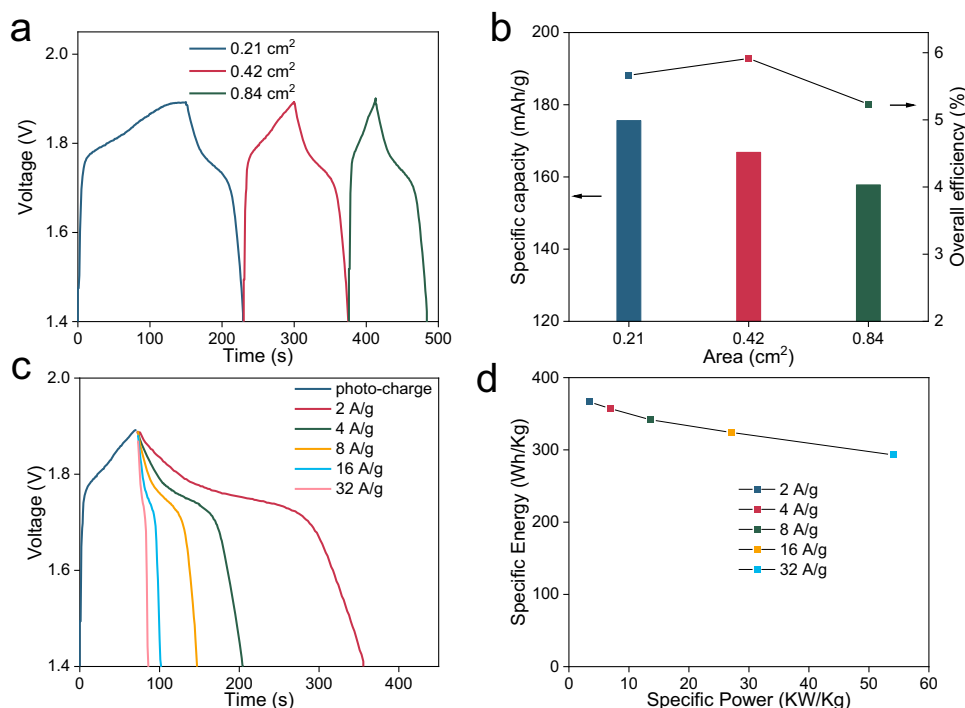 a
0.21 cm²
0.42 cm²
0.84 cm²
Voltage (V)
2.0
1.8
1.6
1.4
0 100 200 300 400 500
Time (s)
b
Specific capacity (mAh/g)
200
180
160
140
120
Overall efficiency (%)
6
5
4
3
2
0.21 0.42 0.84
Area (cm²)
c
photo-charge
2 A/g
4 A/g
8 A/g
16 A/g
32 A/g
Voltage (V)
2.0
1.8
1.6
1.4
0 100 200 300 400
Time (s)
d
Specific Energy (Wh/Kg)
400
300
200
100
0
2 A/g
4 A/g
8 A/g
16 A/g
32 A/g
0 10 20 30 40 50 60
Specific Power (KW/Kg)